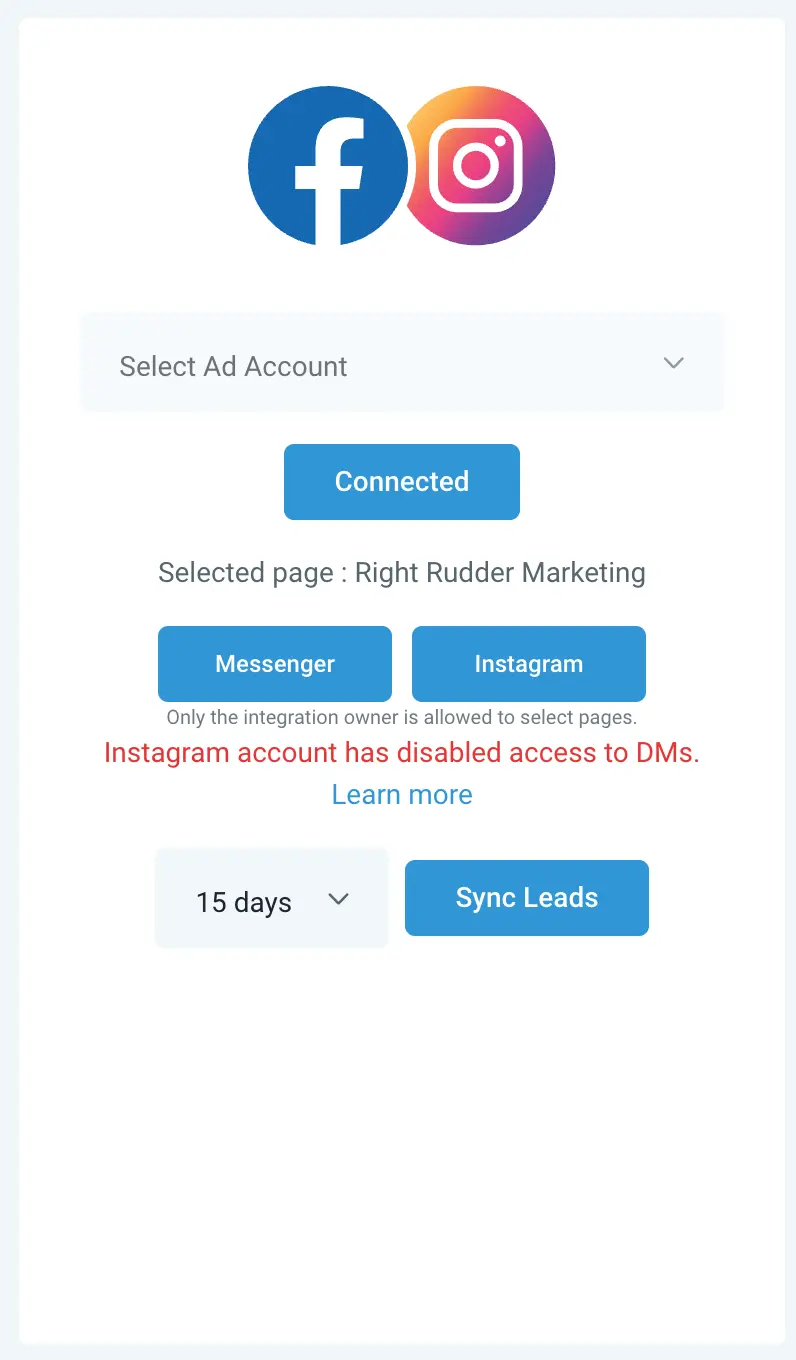 Select Ad Account
Connected
Selected page : Right Rudder Marketing
Messenger
Instagram
Only the integration owner is allowed to select pages.
Instagram account has disabled access to DMs.
Learn more
15 days
Sync Leads